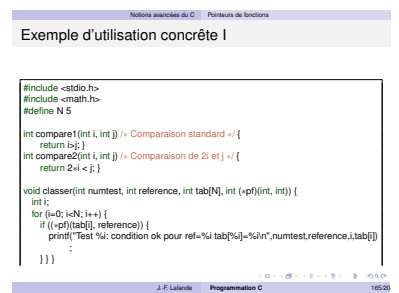 Notions avancées du C    Pointeurs de fonctions
Exemple d'utilisation concrète I
#include <stdio.h>
#include <math.h>
#define N 5
int compare1(int i, int j) /* Comparaison standard */ {
return i>j; }
int compare2(int i, int j) /* Comparaison de 2i et j */ {
return 2*i < j; }
void classer(int numtest, int reference, int tab[N], int (*pf)(int, int)) {
int i;
for (i=0; i<N; i++) {
if ((*pf)(tab[i], reference)) {
printf("Test %i: condition ok pour ref=%i tab[%i]=%i\n",numtest,reference,i,tab[i])
;
} } }
J.-F. Lalande    Programmation C    165/20